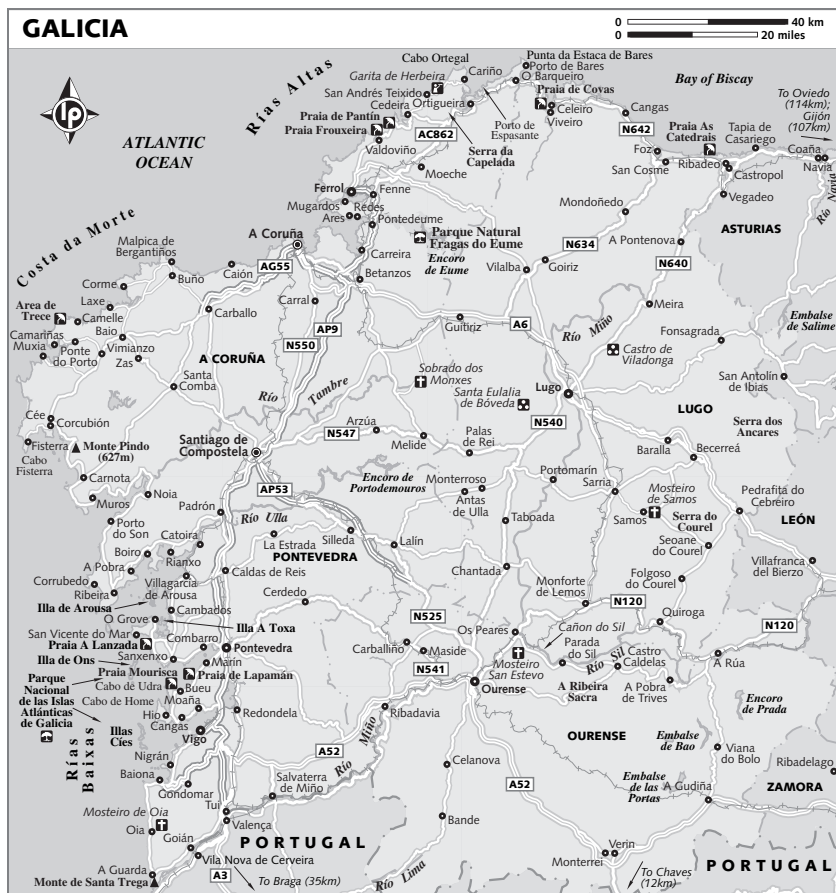 GALICIA
0 40 km
0 20 miles
lp
ATLANTIC
OCEAN
Rías Altas
Costa da Morte
Bay of Biscay
Cabo Ortegal
Garita de Herbeira
San Andrés Teixido
Cedeira
Cariño
Ortigueira
Punta da Estaca de Bares
Porto de Bares
O Barqueiro
Praia de Covas
Celeiro
Viveiro
Porto de
Espasante
Cangas
To Oviedo
(114km);
Gijón
(107km)
Praia de Pantín
Praia Frouxeira
Valdoviño
AC862
Serra da
Capelada
N642
Praia As
Catedrais
Tapia de
Casariego
Foz
San Cosme
Ribadeo
Castropol
Coaña
Navia
Río Navia
Vegadeo
ASTURIAS
Moeche
Ferrol
Fenne
Mugardos
Redes
Ares
Pontedeume
Mondoñedo
A Coruña
Parque Natural
Fragas do Eume
Encoro
de Eume
N634
A Pontenova
N640
Carreira
Betanzos
Vilalba
Goiriz
Malpica de
Bergantiños
Caión
AG55
Corme
Buño
Laxe
Area de
Trece
Camelle
Carballo
Carral
AP9
N550
Guitiriz
A6
Río Miño
Meira
Embalse
de Salime
Camariñas
Muxia
Baio
Ponte
do Porto
Vimianzo
Zas
A CORUÑA
Fonsagrada
Castro de
Viladonga
Sobrado dos
Monxes
Santa Eulalia
de Bóveda
Lugo
San Antolín
de Ibias
Santa
Comba
Río Tambre
LUGO
N540
Serra dos
Ancares
Cée
Corcubión
Fisterra
Cabo
Fisterra
Monte Pindo
(627m)
Santiago de
Compostela
N547
Arzúa
Melide
Palas
de Rei
Baralla
Becerreá
Carnota
AP53
Encoro de
Portodemouros
Monterroso
Antas
de Ulla
Portomarín
Sarria
Mosteiro
de Samos
Pedrafita do
Cebreiro
Muros
Noia
Padrón
Río Ulla
Samos
Serra do
Courel
LEÓN
Porto
do Son
Catoira
Silleda
La Estrada
Lalín
Taboada
Seoane
do Courel
Boiro
Rianxo
PONTEVEDRA
A Pobra
Villagarcía
de Arousa
Caldas de Reis
Chantada
Folgoso
do Courel
Villafranca
del Bierzo
Corrubedo
Ribeira
Illa de Arousa
Cambados
Cerdedo
Monforte
de Lemos
N120
O Grove
Illa A Toxa
N525
Quiroga
N120
San Vicente do Mar
Praia A Lanzada
Combarro
Pontevedra
Carballino
Maside
Os Peares
Cañon do Sil
Parada
do Sil
Río Sil
Castro
Caldelas
A Rúa
Illa de Ons
Sanxenxo
Marín
N541
Mosteiro
San Estevo
Parque
Nacional
de las Islas
Atlánticas
de Galicia
Praia Mourisca
Praia de Lapamán
Cabo de Udra
Bueu
Cabo de Home
Moaña
Ourense
A Ribeira
Sacra
A Pobra
de Trives
Encoro
de Prada
Hio
Cangas
Redondela
Ribadavia
Illas
Cíes
Vigo
OURENSE
Embalse
de Bao
Rías
Baixas
A52
Río Miño
Viana
do Bolo
Nigrán
Baiona
Celanova
A52
Ribadelago
Gondomar
Salvaterra
de Miño
Embalse
de las
Portas
A Gudiña
ZAMORA
Tui
Mosteiro de Oia
Oia
Valença
Bande
Goián
PORTUGAL
Verin
Vila Nova de Cerveira
Monterrei
PORTUGAL
A Guarda
Monte de Santa Trega
A3
To Braga (35km)
Río Lima
To Chaves
(12km)